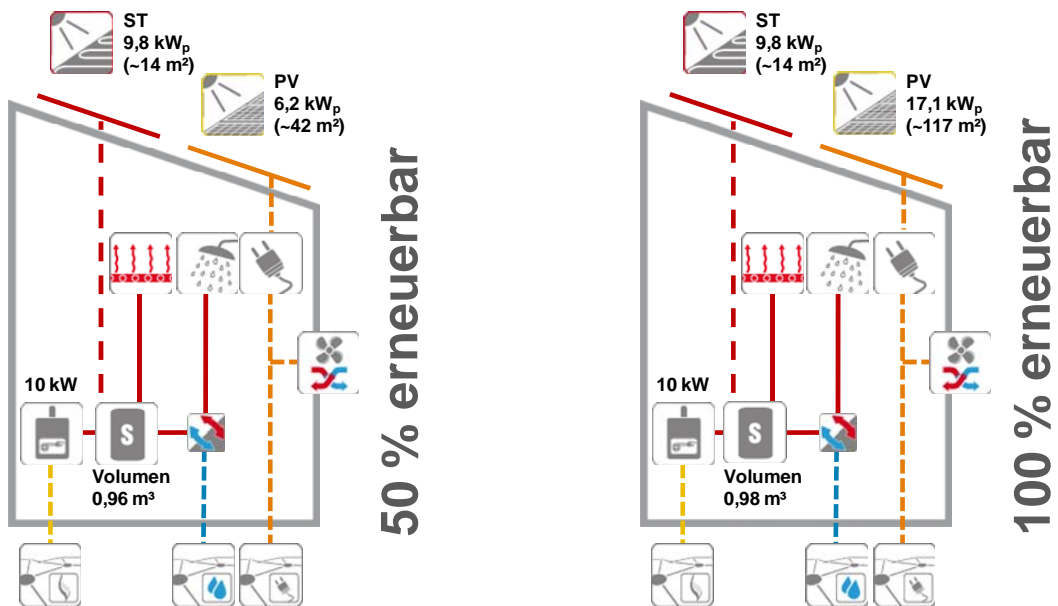 ST
9,8 kWp
(~14 m²)
PV
6,2 kWp
(~42 m²)
10 kW
S
Volumen
0,96 m³
50 % erneuerbar
ST
9,8 kWp
(~14 m²)
PV
17,1 kWp
(~117 m²)
10 kW
S
Volumen
0,98 m³
100 % erneuerbar